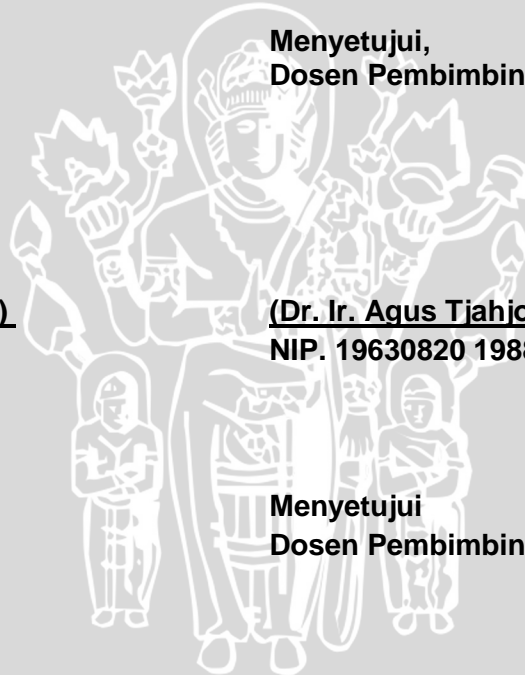 Menyetujui,
Dosen Pembimbin
)
(Dr. Ir. Agus Tjahjo
NIP. 19630820 1988
Menyetujui
Dosen Pembimbin